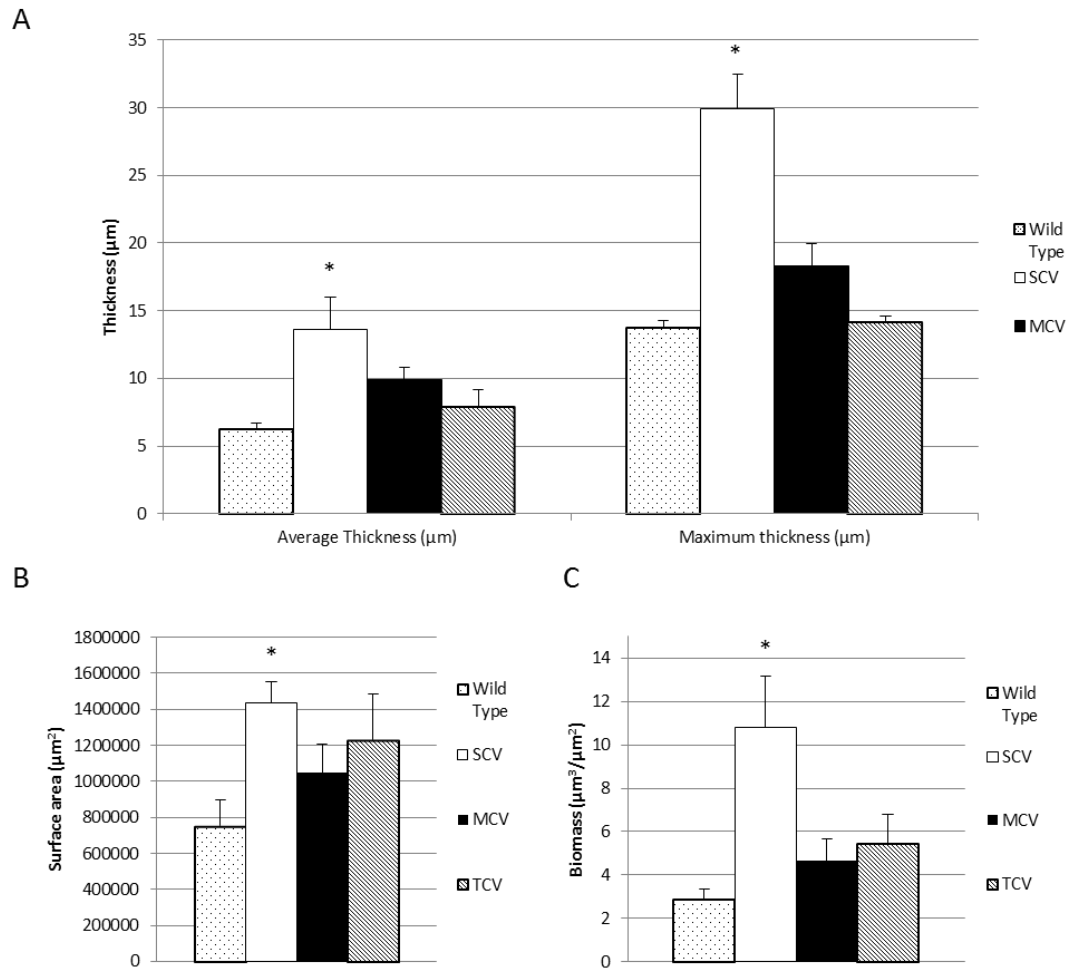 A
35
30
25
20
15
10
5
0
Thickness (µm)
*
*
Average Thickness (µm)
Maximum thickness (µm)
Wild
Type
SCV
MCV
B
1800000
1600000
1400000
1200000
1000000
800000
600000
400000
200000
0
Surface area (µm²)
*
Wild
Type
SCV
MCV
TCV
C
14
12
10
8
6
4
2
0
Biomass (µm³/µm²)
*
Wild
Type
SCV
MCV
TCV